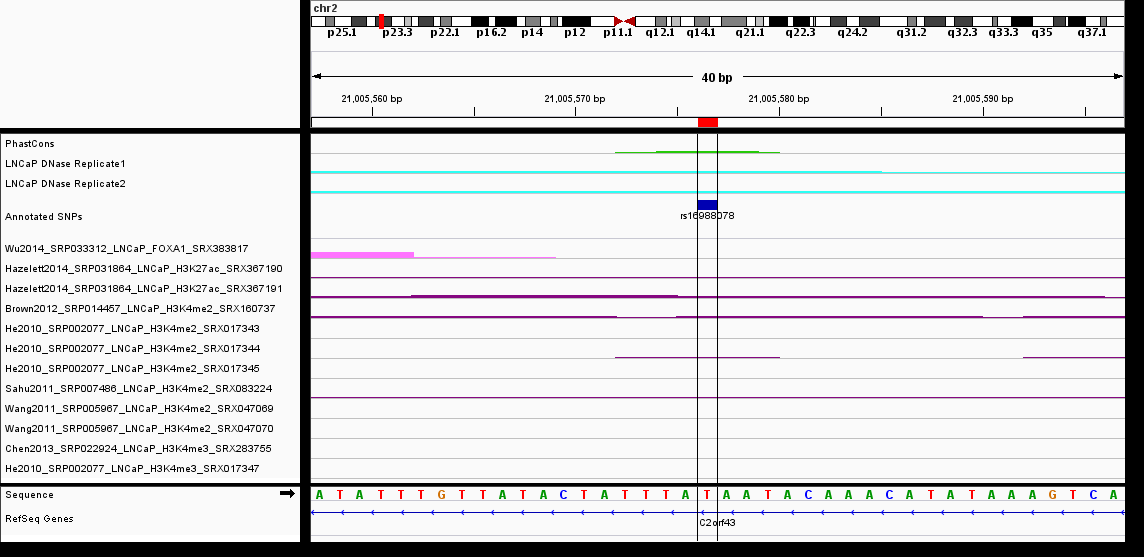 chr2
p25.1 p23.3 p22.1 p16.2 p14 p12 p11.1 q12.1 q14.1 q21.1 q22.3 q24.2 q31.2 q32.3 q33.3 q35 q37.1
40 bp
21,005,560 bp 21,005,570 bp 21,005,580 bp 21,005,590 bp
PhastCons
LNCaP DNase Replicate1
LNCaP DNase Replicate2
Annotated SNPs
rs16988078
Wu2014_SRP033312_LNCaP_FOXA1_SRX383817
Hazelett2014_SRP031864_LNCaP_H3K27ac_SRX367190
Hazelett2014_SRP031864_LNCaP_H3K27ac_SRX367191
Brown2012_SRP014457_LNCaP_H3K4me2_SRX160737
He2010_SRP002077_LNCaP_H3K4me2_SRX017343
He2010_SRP002077_LNCaP_H3K4me2_SRX017344
He2010_SRP002077_LNCaP_H3K4me2_SRX017345
Sahu2011_SRP007486_LNCaP_H3K4me2_SRX083224
Wang2011_SRP005967_LNCaP_H3K4me2_SRX047069
Wang2011_SRP005967_LNCaP_H3K4me2_SRX047070
Chen2013_SRP022924_LNCaP_H3K4me3_SRX283755
He2010_SRP002077_LNCaP_H3K4me3_SRX017347
Sequence A T A T T T G T T A T A C T A T T T A T A A T A C A A A C A T A T A A A G T C A
RefSeq Genes
C2orf43